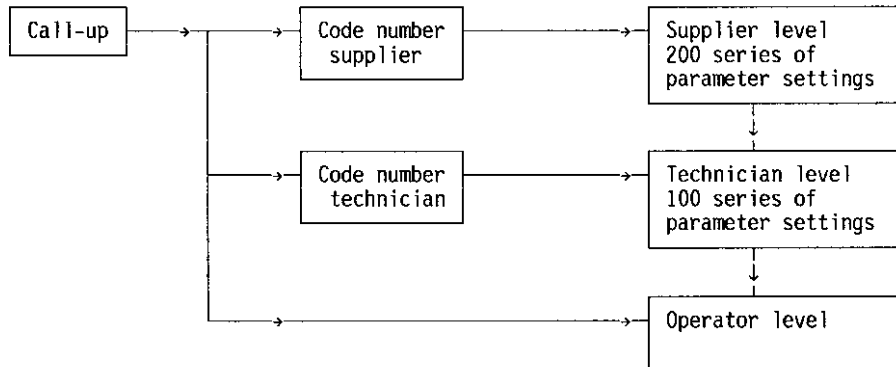 Call-up
Code number
supplier
Supplier level
200 series of
parameter settings
Code number
technician
Technician level
100 series of
parameter settings
Operator level